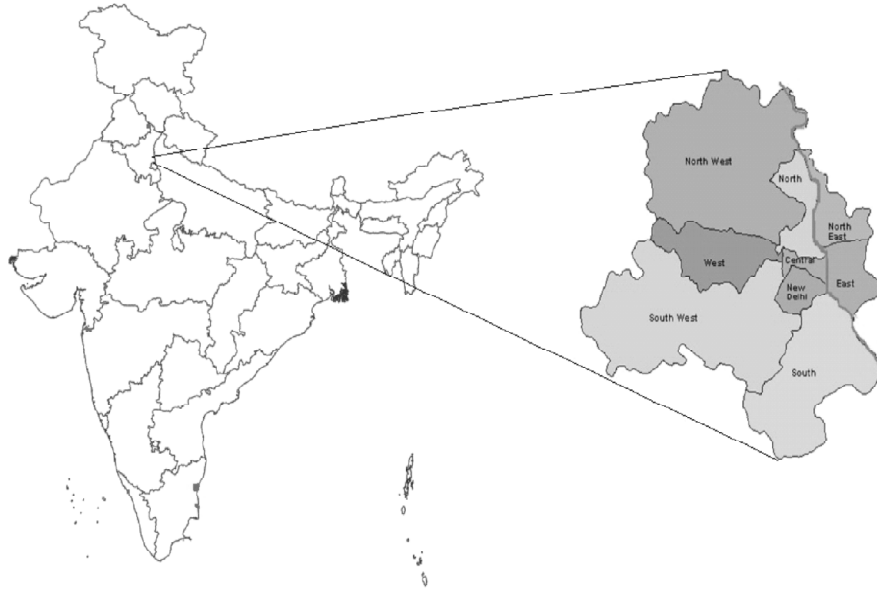 North West
North
North
East
West
Central
New
Delhi
East
South West
South